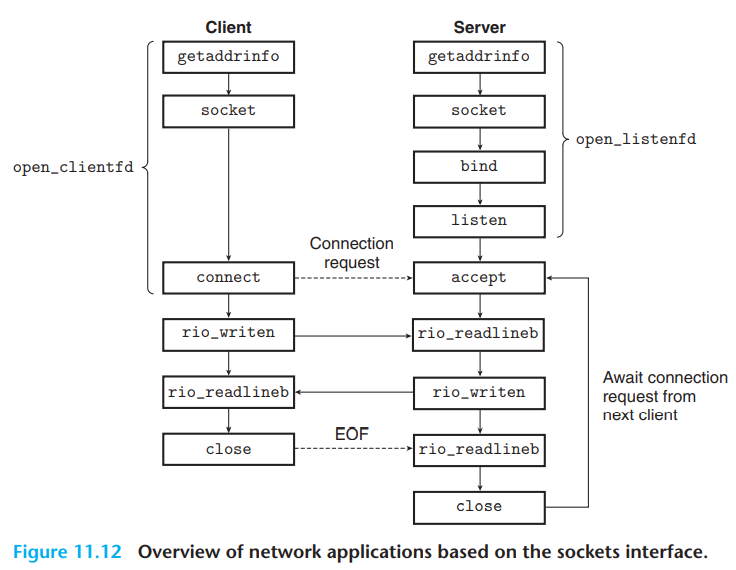 Client
Server
getaddrinfo
getaddrinfo
socket
socket
open_listenfd
open_clientfd
bind
listen
Connection
request
connect
accept
rio_writen
rio_readlineb
rio_readlineb
rio_writen
Await connection
request from
next client
EOF
close
rio_readlineb
close
Figure 11.12 Overview of network applications based on the sockets interface.